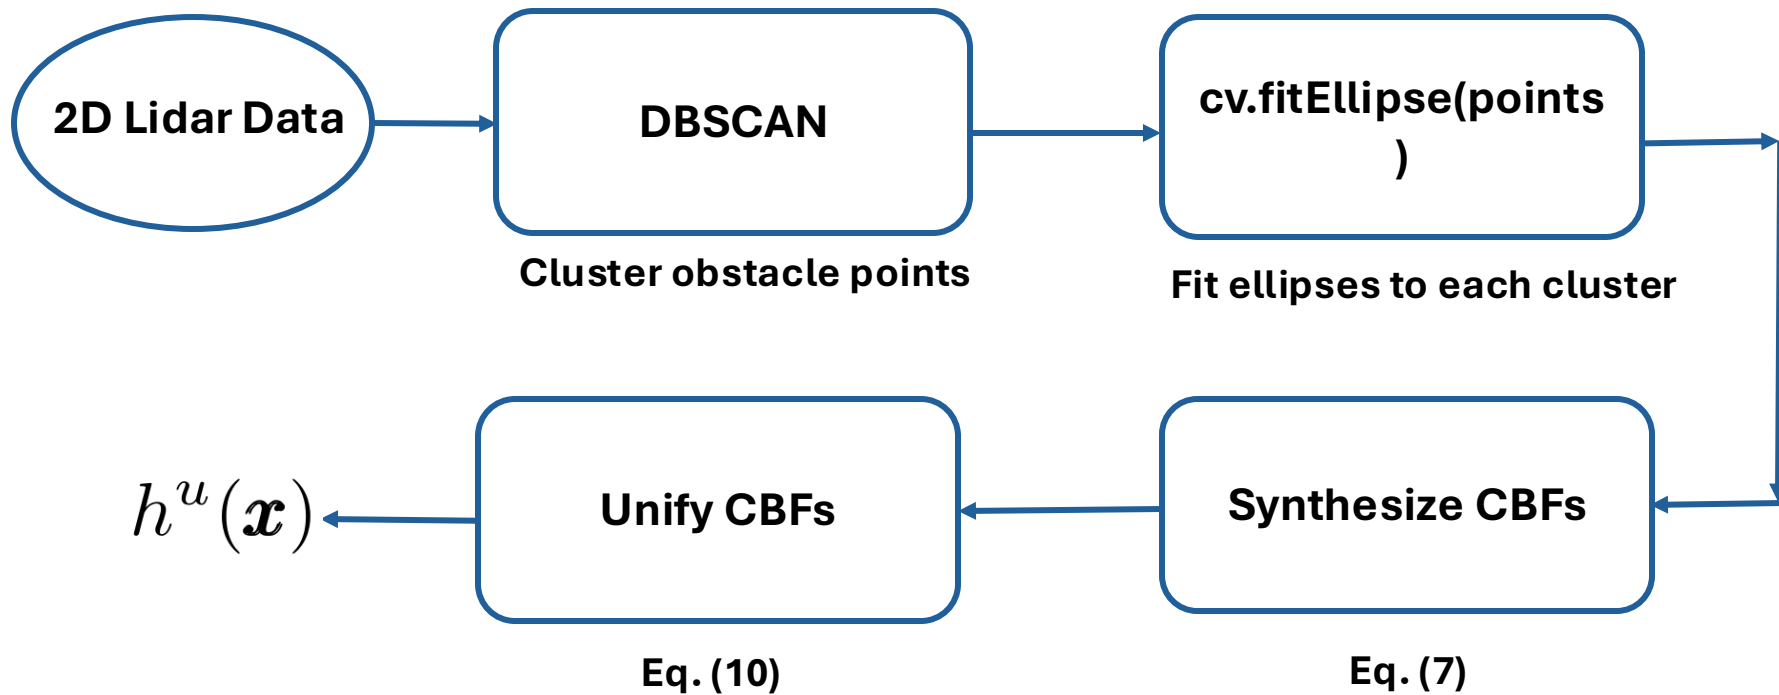 2D Lidar Data
DBSCAN
cv.fitEllipse(points
)
Cluster obstacle points
Fit ellipses to each cluster
Synthesize CBFs
Eq. (7)
Unify CBFs
Eq. (10)
h^u(x)